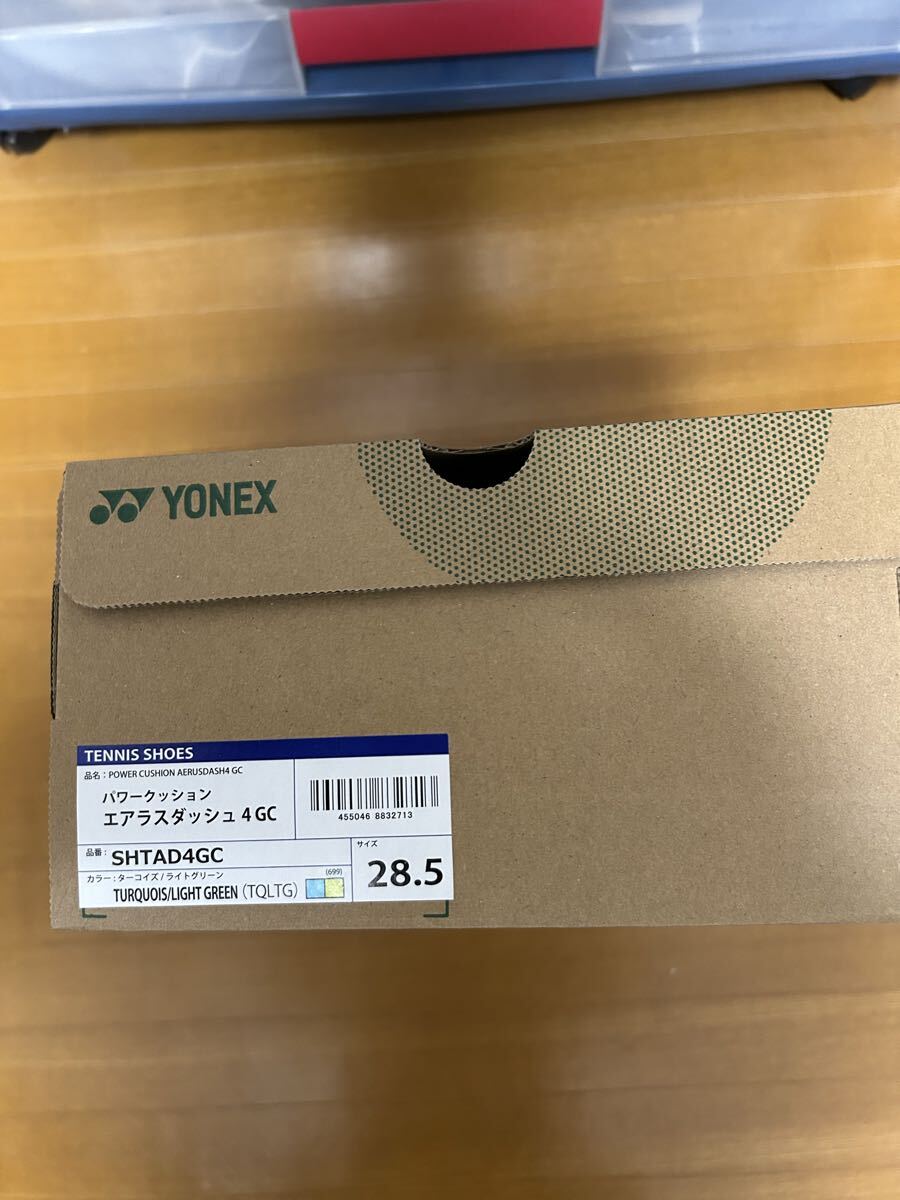 YONEX
TENNIS SHOES
品名：POWER CUSHION AERUSDASH4 GC
パワークッション
エアラスダッシュ 4 GC
455046 8832713
品番：SHTAD4GC
カラー：ターコイズ／ライトグリーン
(699)
TURQUOIS/LIGHT GREEN（TQLTG）
サイズ
28.5